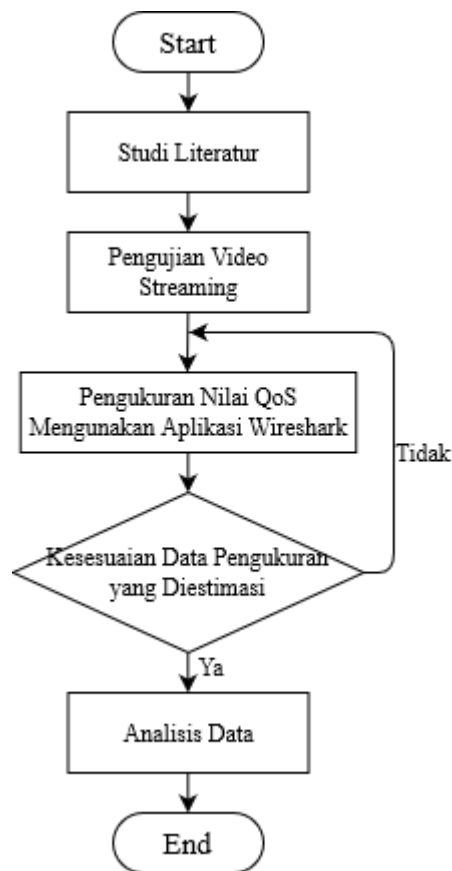 Start
Studi Literatur
Pengujian Video
Streaming
Pengukuran Nilai QoS
Mengunakan Aplikasi Wireshark
Tidak
Kesesuaian Data Pengukuran
yang Diestimasi
Ya
Analisis Data
End